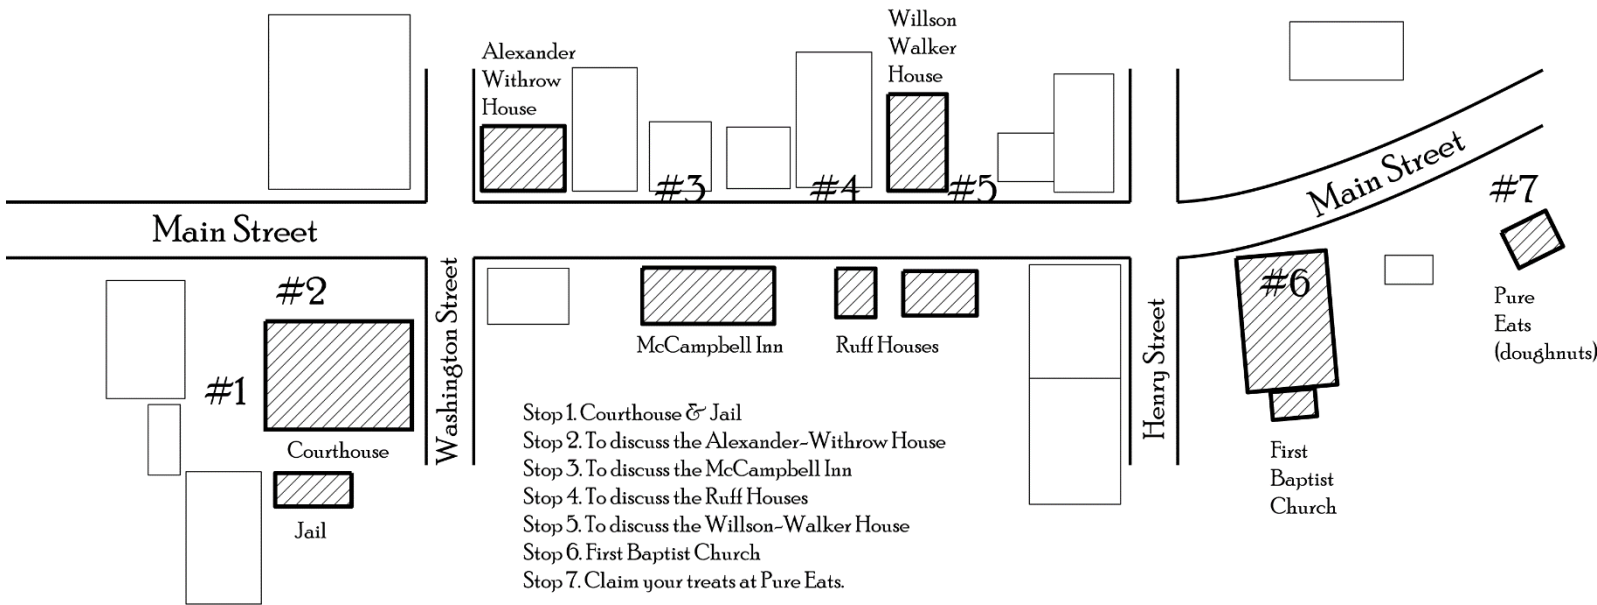 Willson
Walker
House
Alexander
Withrow
House
#3
#4
#5
Main Street
#7
Main Street
#2
#6
Washington Street
Henry Street
McCampbell Inn
Ruff Houses
Pure
Eats
(doughnuts)
#1
Courthouse
Jail
Stop 1. Courthouse & Jail
Stop 2. To discuss the Alexander-Withrow House
Stop 3. To discuss the McCampbell Inn
Stop 4. To discuss the Ruff Houses
Stop 5. To discuss the Willson-Walker House
Stop 6. First Baptist Church
Stop 7. Claim your treats at Pure Eats.
First
Baptist
Church